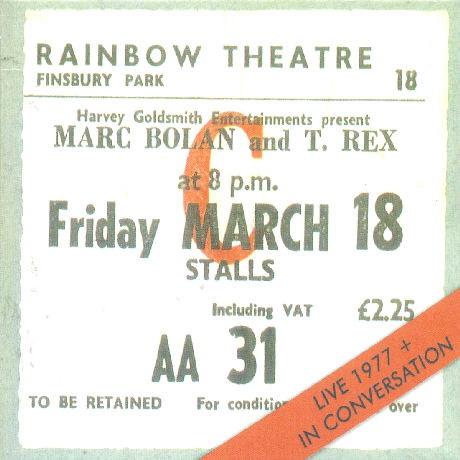 RAINBOW THEATRE
FINSBURY PARK 18
Harvey Goldsmith Entertainments present
MARC BOLAN and T. REX
C
at 8 p.m.
Friday MARCH 18
STALLS
Including VAT £2.25
AA 31
TO BE RETAINED For condition over
LIVE 1977 +
IN CONVERSATION